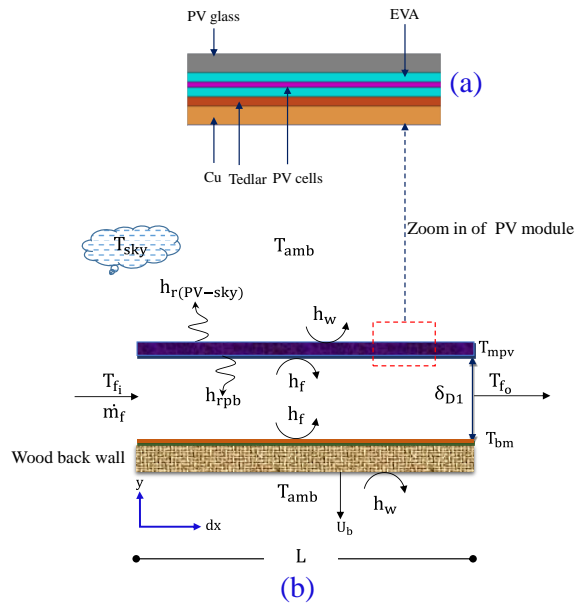 PV glass
EVA
(a)
Cu
Tedlar
PV cells
Zoom in of PV module
T_sky
T_amb
h_r(PV−sky)
h_w
T_mpv
T_fi
ṁ_f
h_rpb
h_f
δ_D1
T_fo
h_f
T_bm
Wood back wall
y
dx
T_amb
h_w
U_b
L
(b)